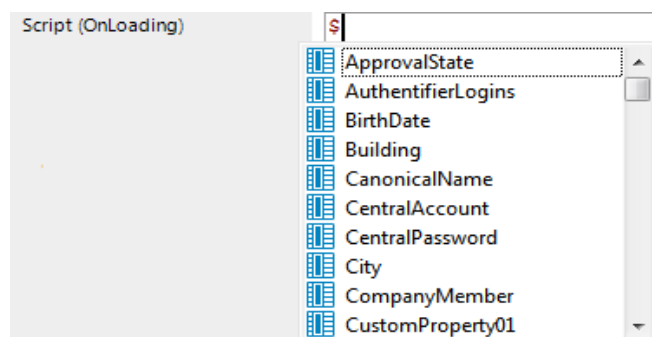 Script (OnLoading)
$
ApprovalState
AuthentifierLogins
BirthDate
Building
CanonicalName
CentralAccount
CentralPassword
City
CompanyMember
CustomProperty01